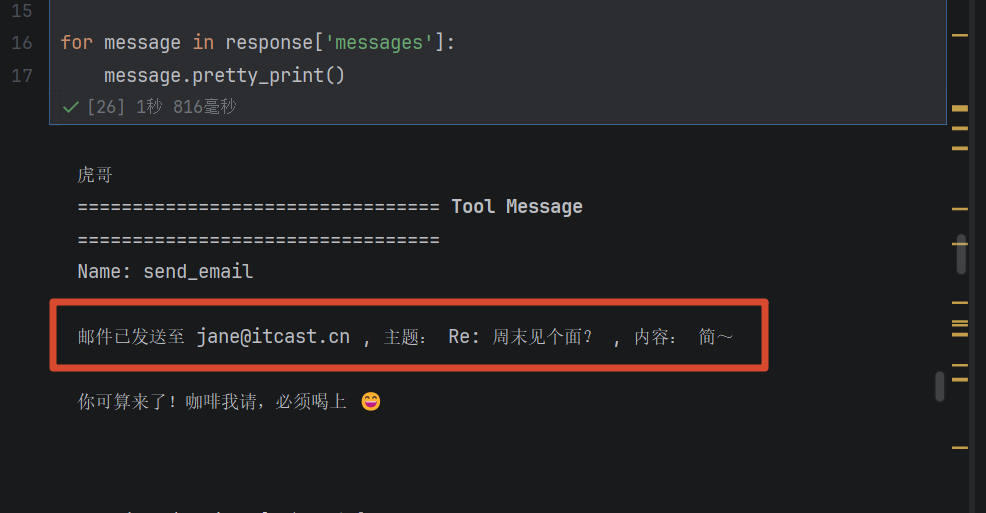 15
16 for message in response['messages']:
17 message.pretty_print()
[26] 1秒 816毫秒
虎哥
================================= Tool Message
=================================
Name: send_email
邮件已发送至 jane@itcast.cn , 主题： Re: 周末见个面？ , 内容： 简～
你可算来了！咖啡我请，必须喝上 😄